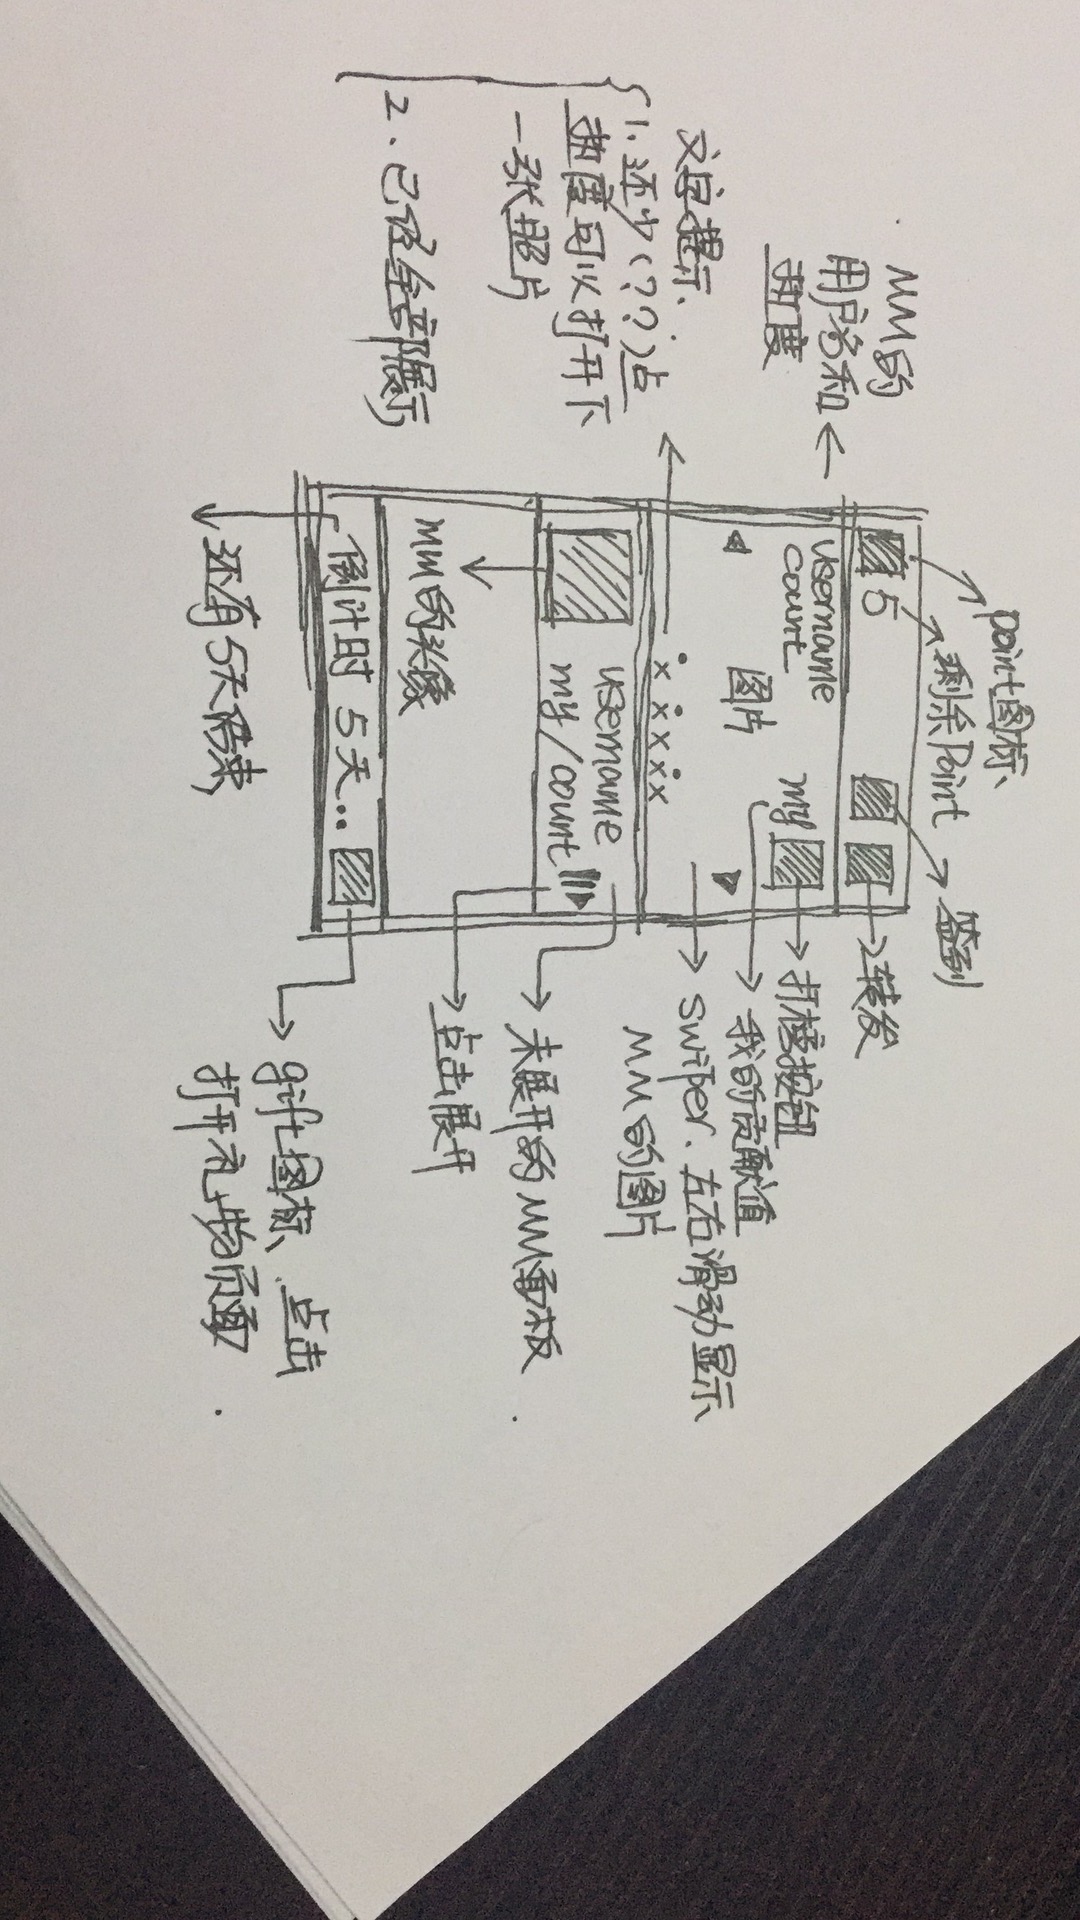 point图标、
剩余Point
签到
转发
MM的
用户名和
热度
5
username
count
my
打榜按钮
我的贡献值
图片
swiper、左右滑动显示
MM的图片
文字提示、
1、还少(??)点
热度可以打开下
一张照片
2、已经全部展示
x x x x x
username
my/count
未展开的MM面板
点击展开
MM的头像
倒计时 5天..
还有5天结束
gift图标、点击
打开礼物页面